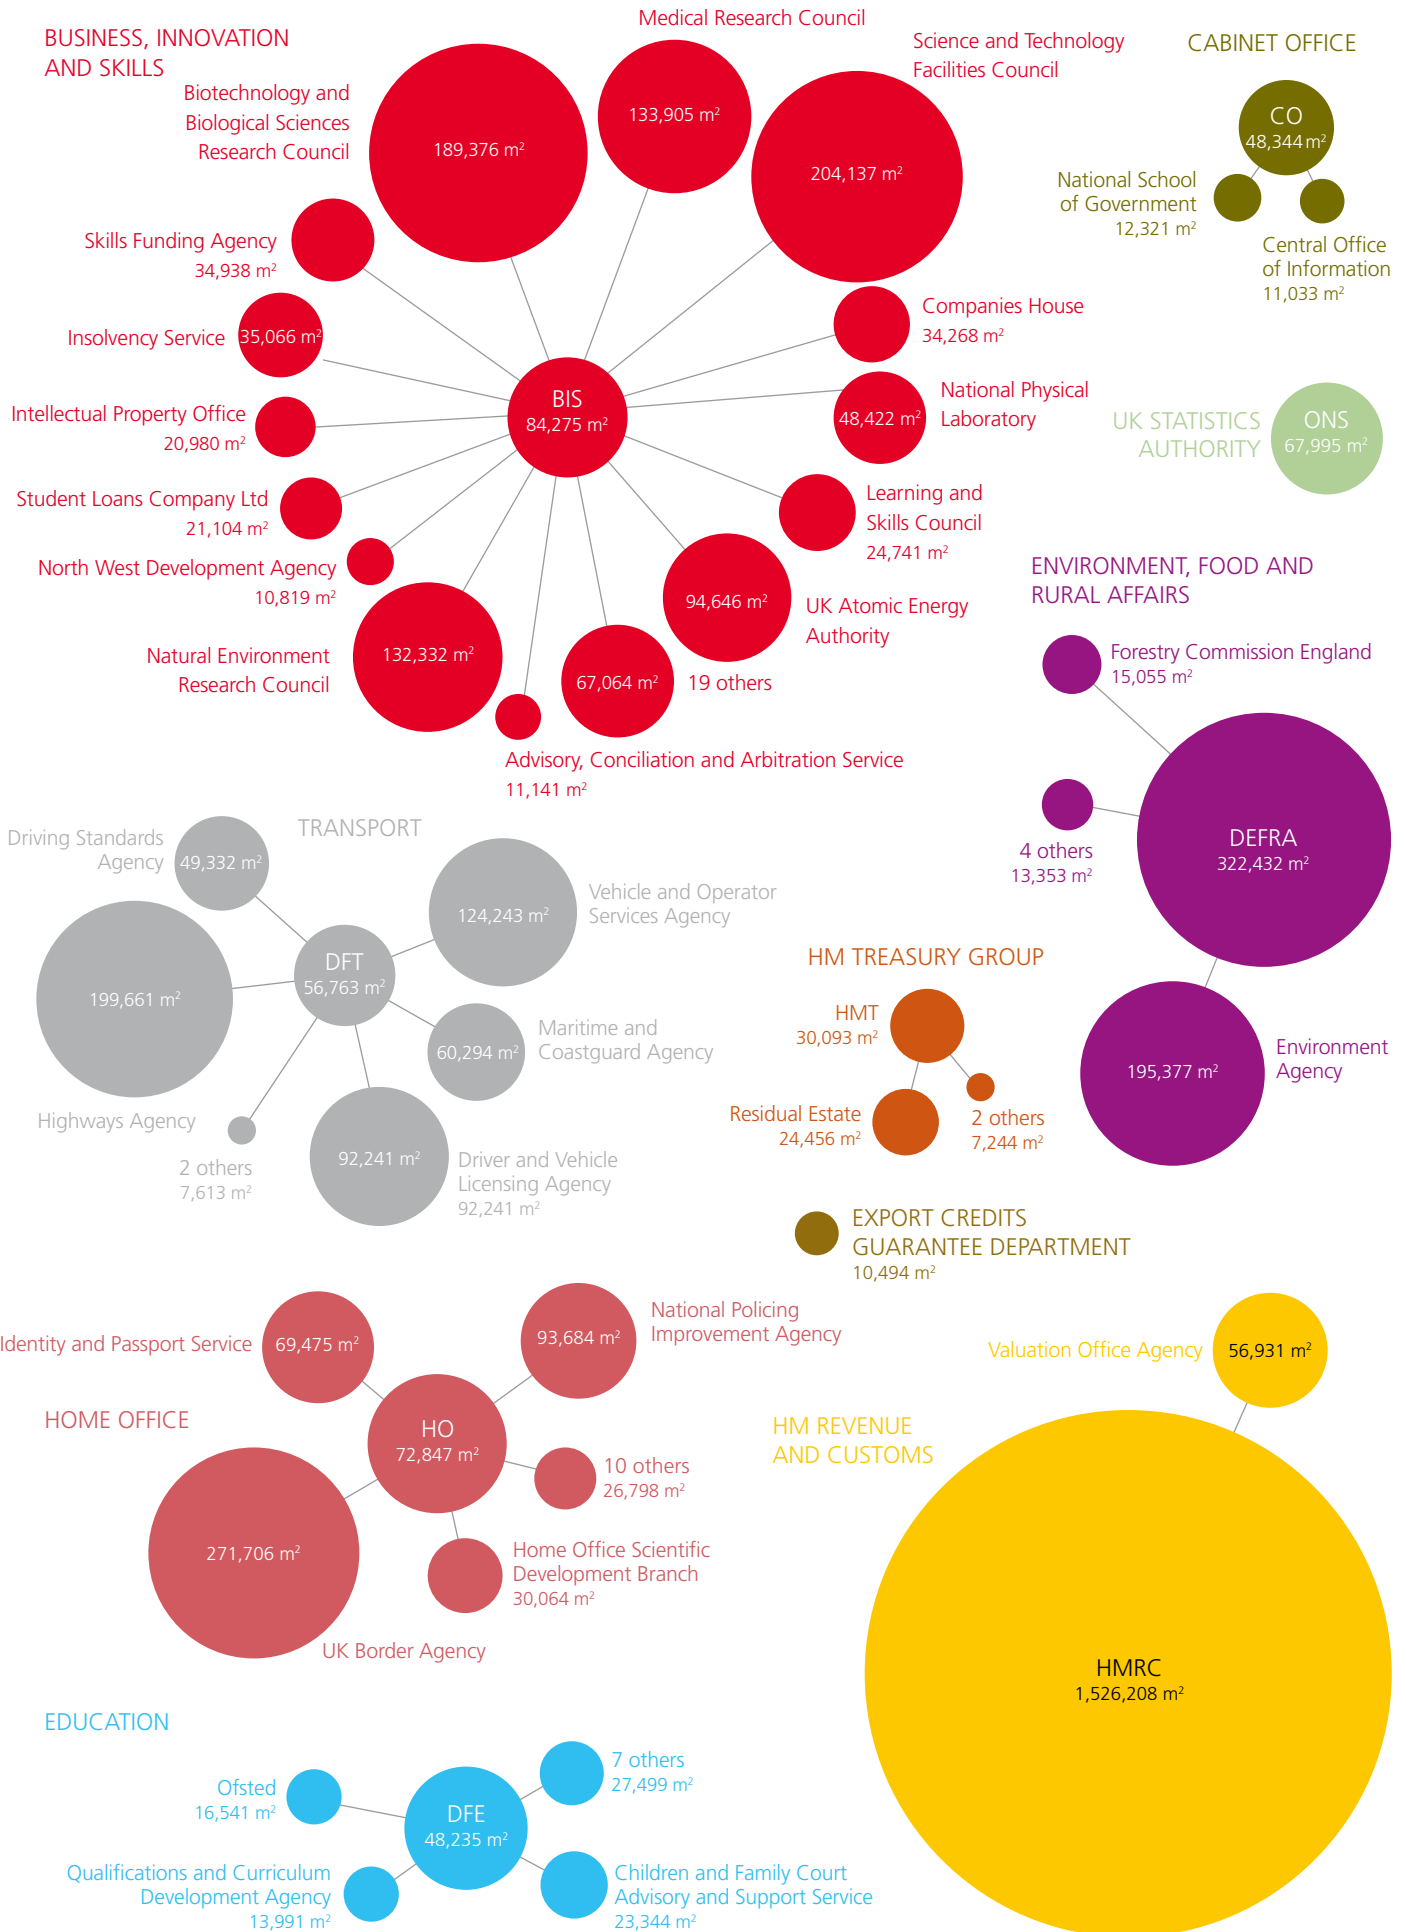 BUSINESS, INNOVATION
AND SKILLS
Medical Research Council
133,905 m²
Science and Technology
Facilities Council
204,137 m²
Biotechnology and
Biological Sciences
Research Council
189,376 m²
Skills Funding Agency
34,938 m²
Insolvency Service
35,066 m²
Companies House
34,268 m²
BIS
84,275 m²
Intellectual Property Office
20,980 m²
48,422 m²
National Physical
Laboratory
Student Loans Company Ltd
21,104 m²
Learning and
Skills Council
24,741 m²
North West Development Agency
10,819 m²
94,646 m²
UK Atomic Energy
Authority
Natural Environment
Research Council
132,332 m²
67,064 m²
19 others
Advisory, Conciliation and Arbitration Service
11,141 m²
CABINET OFFICE
CO
48,344 m²
National School
of Government
12,321 m²
Central Office
of Information
11,033 m²
UK STATISTICS
AUTHORITY
ONS
67,995 m²
ENVIRONMENT, FOOD AND
RURAL AFFAIRS
Forestry Commission England
15,055 m²
DEFRA
322,432 m²
4 others
13,353 m²
195,377 m²
Environment
Agency
TRANSPORT
Driving Standards
Agency
49,332 m²
124,243 m²
Vehicle and Operator
Services Agency
DFT
56,763 m²
199,661 m²
Highways Agency
60,294 m²
Maritime and
Coastguard Agency
2 others
7,613 m²
92,241 m²
Driver and Vehicle
Licensing Agency
92,241 m²
HM TREASURY GROUP
HMT
30,093 m²
Residual Estate
24,456 m²
2 others
7,244 m²
EXPORT CREDITS
GUARANTEE DEPARTMENT
10,494 m²
Identity and Passport Service
69,475 m²
93,684 m²
National Policing
Improvement Agency
HOME OFFICE
HO
72,847 m²
10 others
26,798 m²
271,706 m²
UK Border Agency
Home Office Scientific
Development Branch
30,064 m²
Valuation Office Agency
56,931 m²
HM REVENUE
AND CUSTOMS
HMRC
1,526,208 m²
EDUCATION
Ofsted
16,541 m²
7 others
27,499 m²
DFE
48,235 m²
Qualifications and Curriculum
Development Agency
13,991 m²
Children and Family Court
Advisory and Support Service
23,344 m²